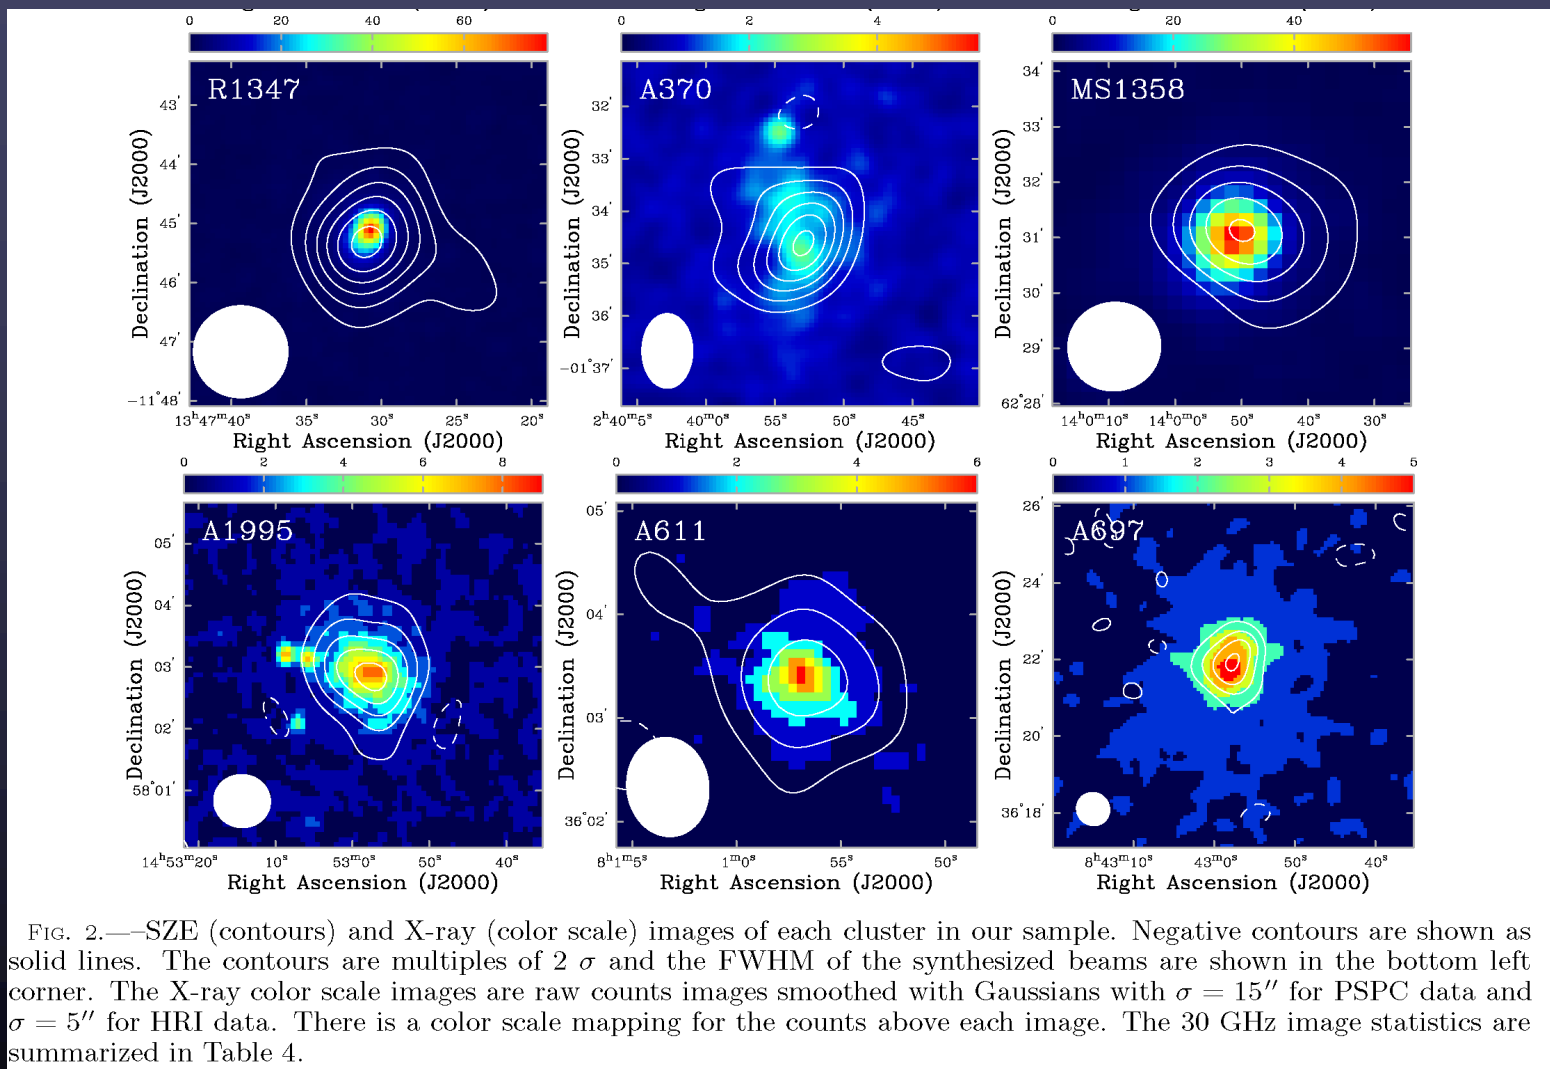 0 20 40 60
0 2 4
0 20 40
R1347
A370
MS1358
43′
44′
45′
46′
47′
−11°48′
Declination (J2000)
13ʰ47ᵐ40ˢ 35ˢ 30ˢ 25ˢ 20ˢ
Right Ascension (J2000)
32′
33′
34′
35′
36′
−01°37′
Declination (J2000)
2ʰ40ᵐ5ˢ 40ᵐ0ˢ 55ˢ 50ˢ 45ˢ
Right Ascension (J2000)
34′
33′
32′
31′
30′
29′
62°28′
Declination (J2000)
14ʰ0ᵐ10ˢ 14ʰ0ᵐ0ˢ 50ˢ 40ˢ 30ˢ
Right Ascension (J2000)
0 2 4 6 8
0 2 4 6
0 1 2 3 4 5
A1995
A611
A697
05′
04′
03′
02′
58°01′
Declination (J2000)
14ʰ53ᵐ20ˢ 10ˢ 53ᵐ0ˢ 50ˢ 40ˢ
Right Ascension (J2000)
05′
04′
03′
36°02′
Declination (J2000)
8ʰ1ᵐ5ˢ 1ᵐ0ˢ 55ˢ 50ˢ
Right Ascension (J2000)
26′
24′
22′
20′
36°18′
Declination (J2000)
8ʰ43ᵐ10ˢ 43ᵐ0ˢ 50ˢ 40ˢ
Right Ascension (J2000)
FIG. 2.—–SZE (contours) and X-ray (color scale) images of each cluster in our sample. Negative contours are shown as
solid lines. The contours are multiples of 2 σ and the FWHM of the synthesized beams are shown in the bottom left
corner. The X-ray color scale images are raw counts images smoothed with Gaussians with σ = 15″ for PSPC data and
σ = 5″ for HRI data. There is a color scale mapping for the counts above each image. The 30 GHz image statistics are
summarized in Table 4.